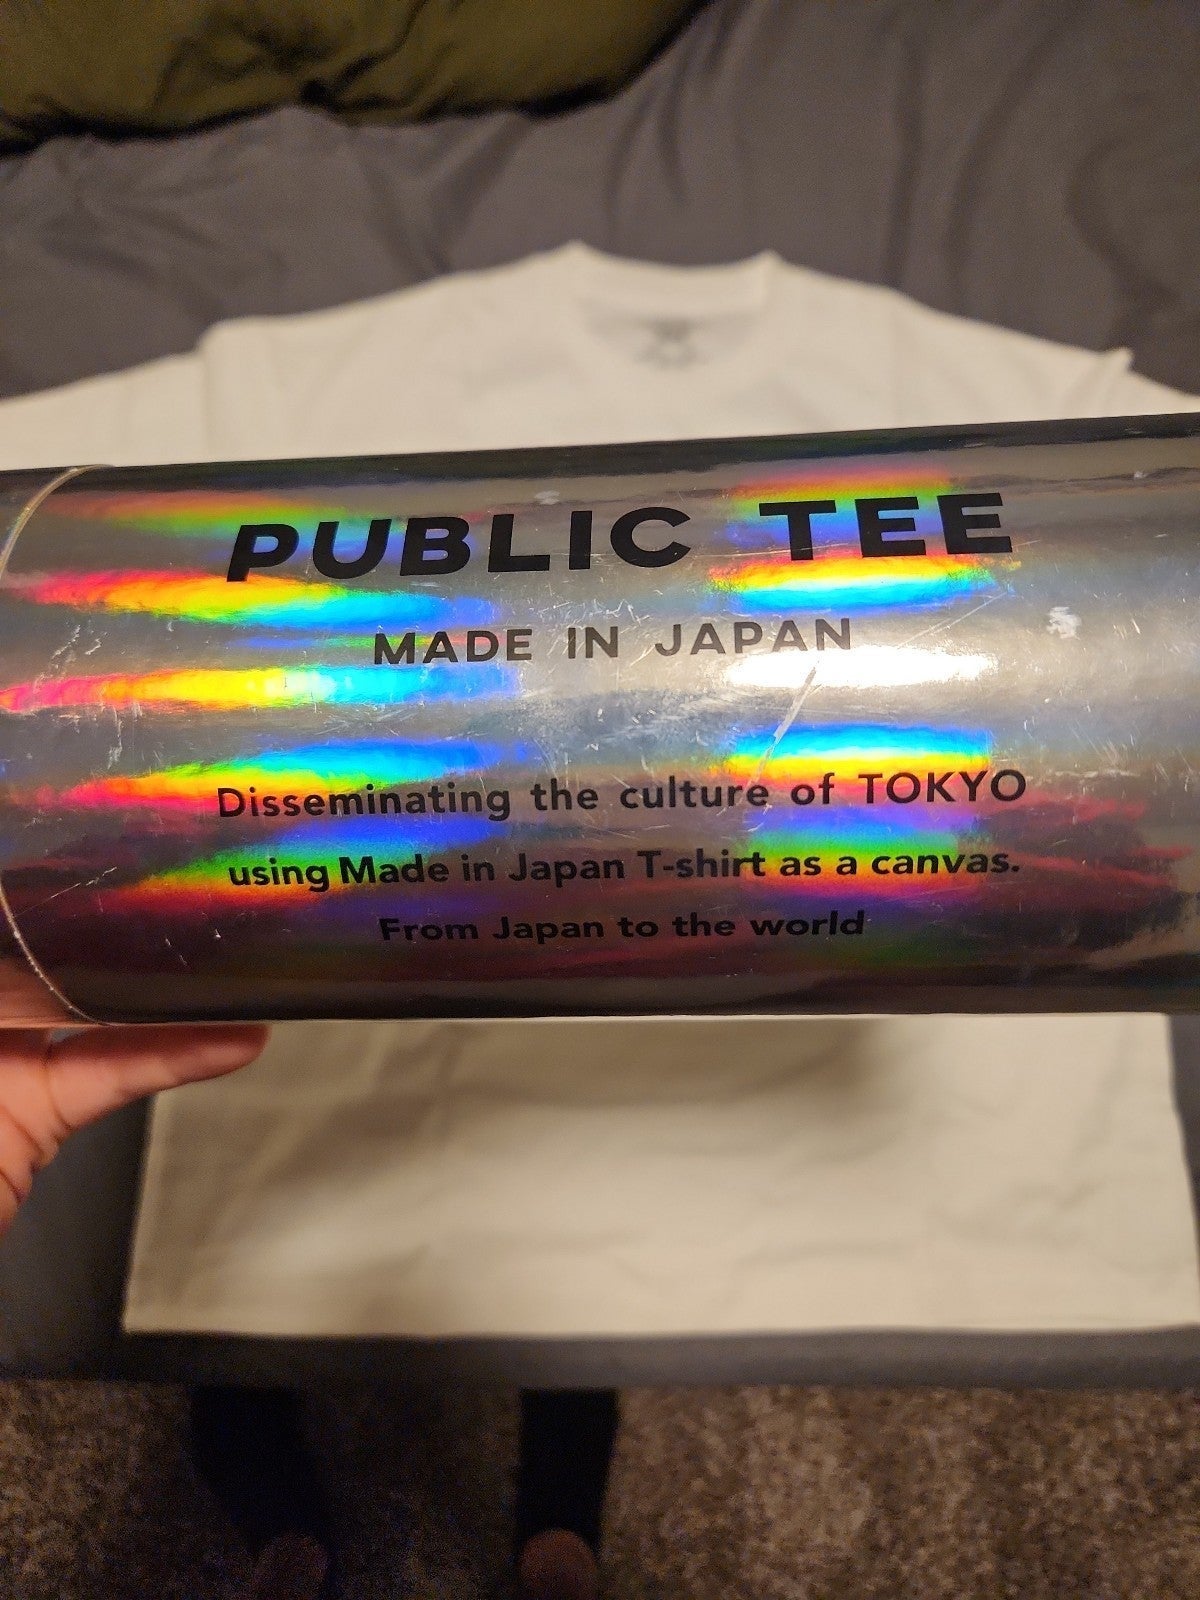 PUBLIC TEE
MADE IN JAPAN
Disseminating the culture of TOKYO
using Made in Japan T-shirt as a canvas.
From Japan to the world